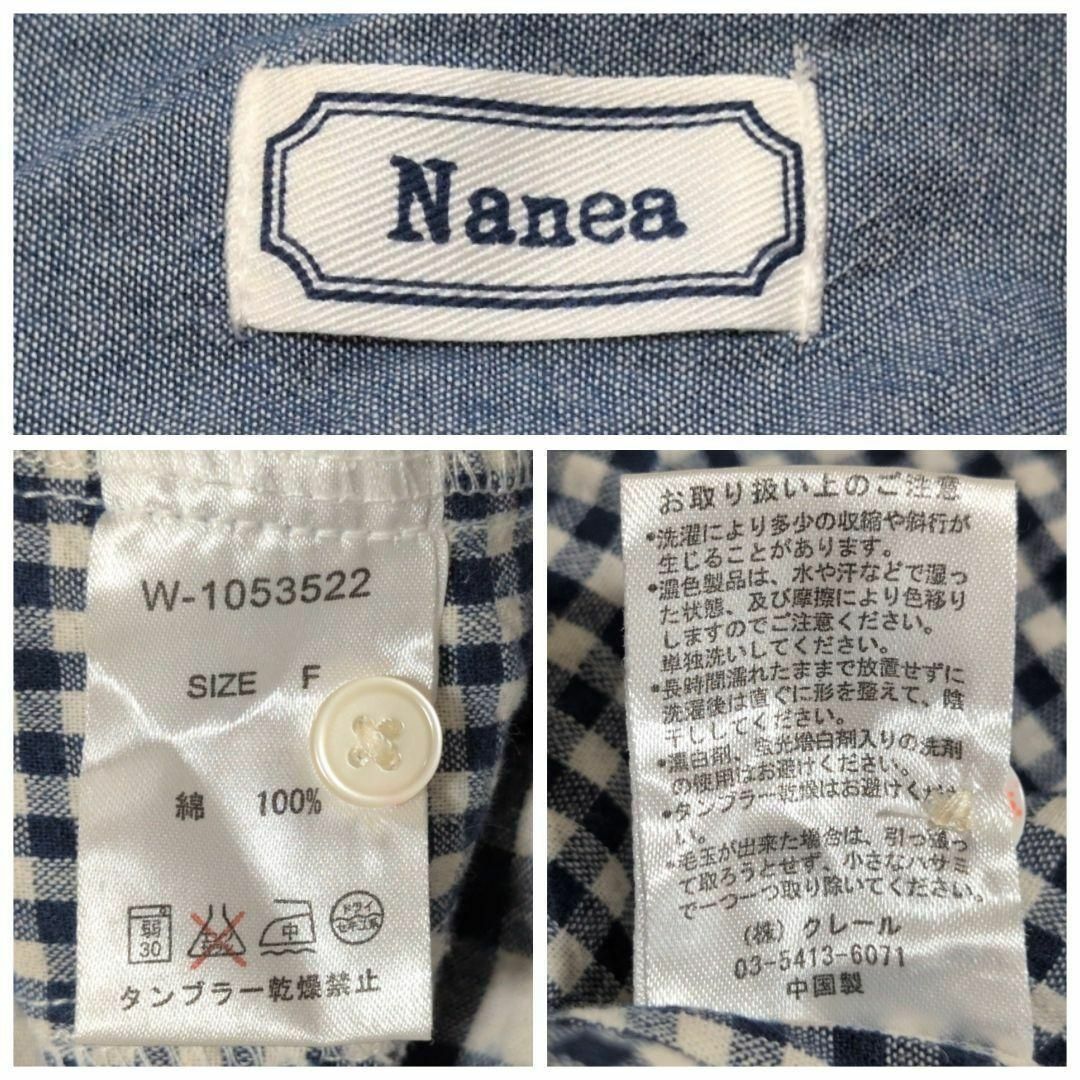 Nanea
W-1053522
SIZE F
綿 100%
弱
30
中
ドライ
セキユ系
タンブラー乾燥禁止
お取り扱い上のご注意
•洗濯により多少の収縮や斜行が
生じることがあります。
•濃色製品は、水や汗などで湿っ
た状態、及び摩擦により色移り
しますのでご注意ください。
単独洗いしてください。
•長時間濡れたままで放置せずに
洗濯後は直ぐに形を整えて、陰
干ししてください。
•漂白剤、蛍光増白剤入りの洗剤
の使用はお避けください。
•タンブラー乾燥はお避けくださ
い。
•毛玉が出来た場合は、引っ張っ
て取ろうとせず、小さなハサミ
で一つ一つ取り除いてください。
(株) クレール
03-5413-6071
中国製